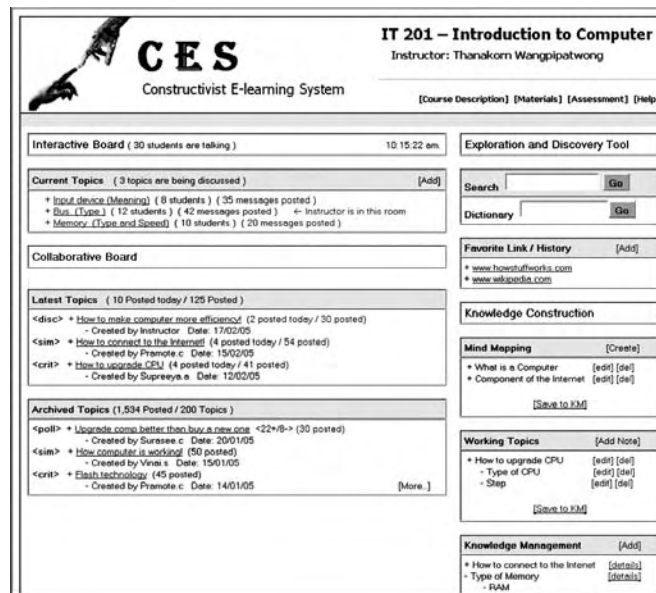 CES
Constructivist E-learning System
IT 201 – Introduction to Computer
Instructor: Thanakorn Wangpipatwong
[Course Description] [Materials] [Assessment] [Help
Interactive Board ( 30 students are talking ) 10:15:22 am.
Current Topics ( 3 topics are being discussed ) [Add]
+ Input device (Meaning) ( 8 students ) ( 35 messages posted )
+ Bus (Type ) ( 12 students ) ( 42 messages posted ) ← Instructor is in this room
+ Memory (Type and Speed) ( 10 students ) ( 20 messages posted )
Collaborative Board
Latest Topics ( 10 Posted today / 125 Posted )
<disc> + How to make computer more efficiency! (2 posted today / 30 posted)
- Created by Instructor Date: 17/02/05
<sim> + How to connect to the Internet! (4 posted today / 54 posted)
- Created by Pramote.c Date: 15/02/05
<crit> + How to upgrade CPU (4 posted today / 41 posted)
- Created by Supreeya.a Date: 12/02/05
Archived Topics (1,534 Posted / 200 Topics )
<poll> + Upgrade comp better than buy a new one <22+/8-> (30 posted)
- Created by Surasee.c Date: 20/01/05
<sim> + How computer is working! (50 posted)
- Created by Vinai.s Date: 15/01/05
<crit> + Flash technology (45 posted)
- Created by Pramote.c Date: 14/01/05 [More..]
Exploration and Discovery Tool
Search Go
Dictionary Go
Favorite Link / History [Add]
+ www.howstuffworks.com
+ www.wikipedia.com
Knowledge Construction
Mind Mapping [Create]
+ What is a Computer [edit] [del]
+ Component of the Internet [edit] [del]
[Save to KM]
Working Topics [Add Note]
+ How to upgrade CPU [edit] [del]
- Type of CPU [edit] [del]
- Step [edit] [del]
[Save to KM]
Knowledge Management [Add]
+ How to connect to the Internet [details]
- Type of Memory [details]
- RAM